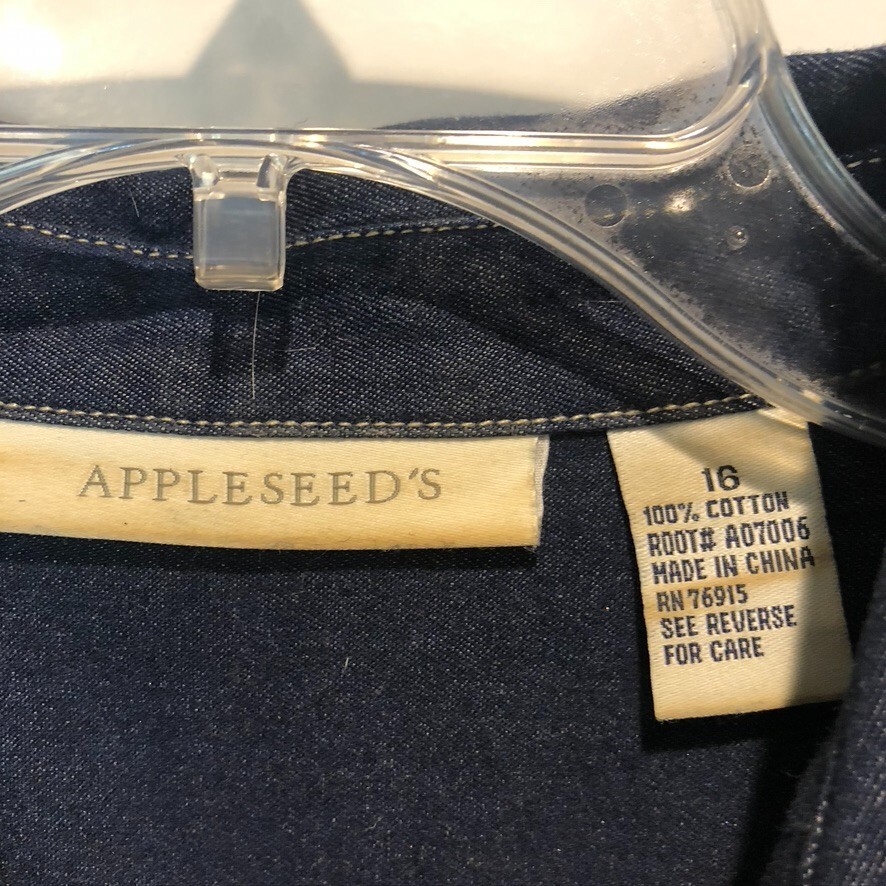 APPLESEED'S
16
100% COTTON
ROOT# A07006
MADE IN CHINA
RN 76915
SEE REVERSE
FOR CARE